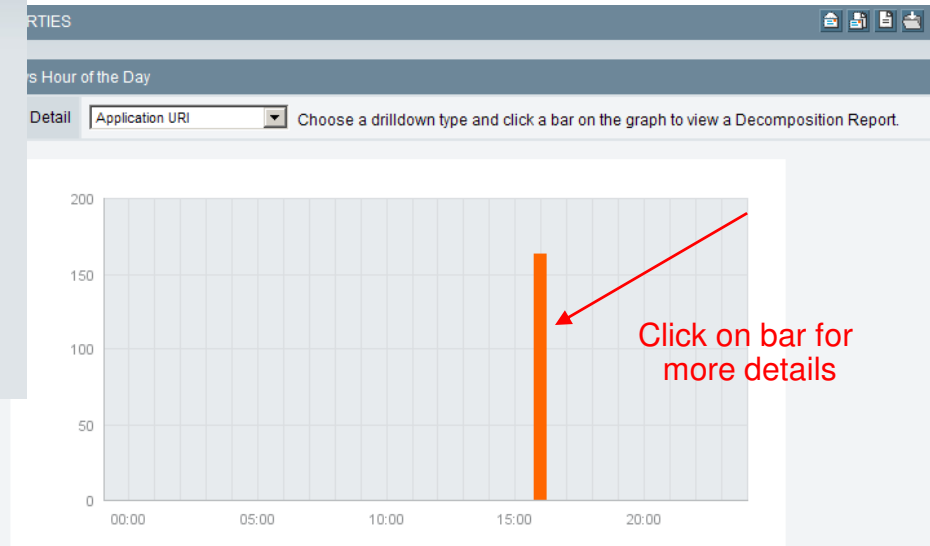 RTIES
s Hour of the Day
Detail Application URI Choose a drilldown type and click a bar on the graph to view a Decomposition Report.
200
150
100
50
0
00:00 05:00 10:00 15:00 20:00
Click on bar for
more details